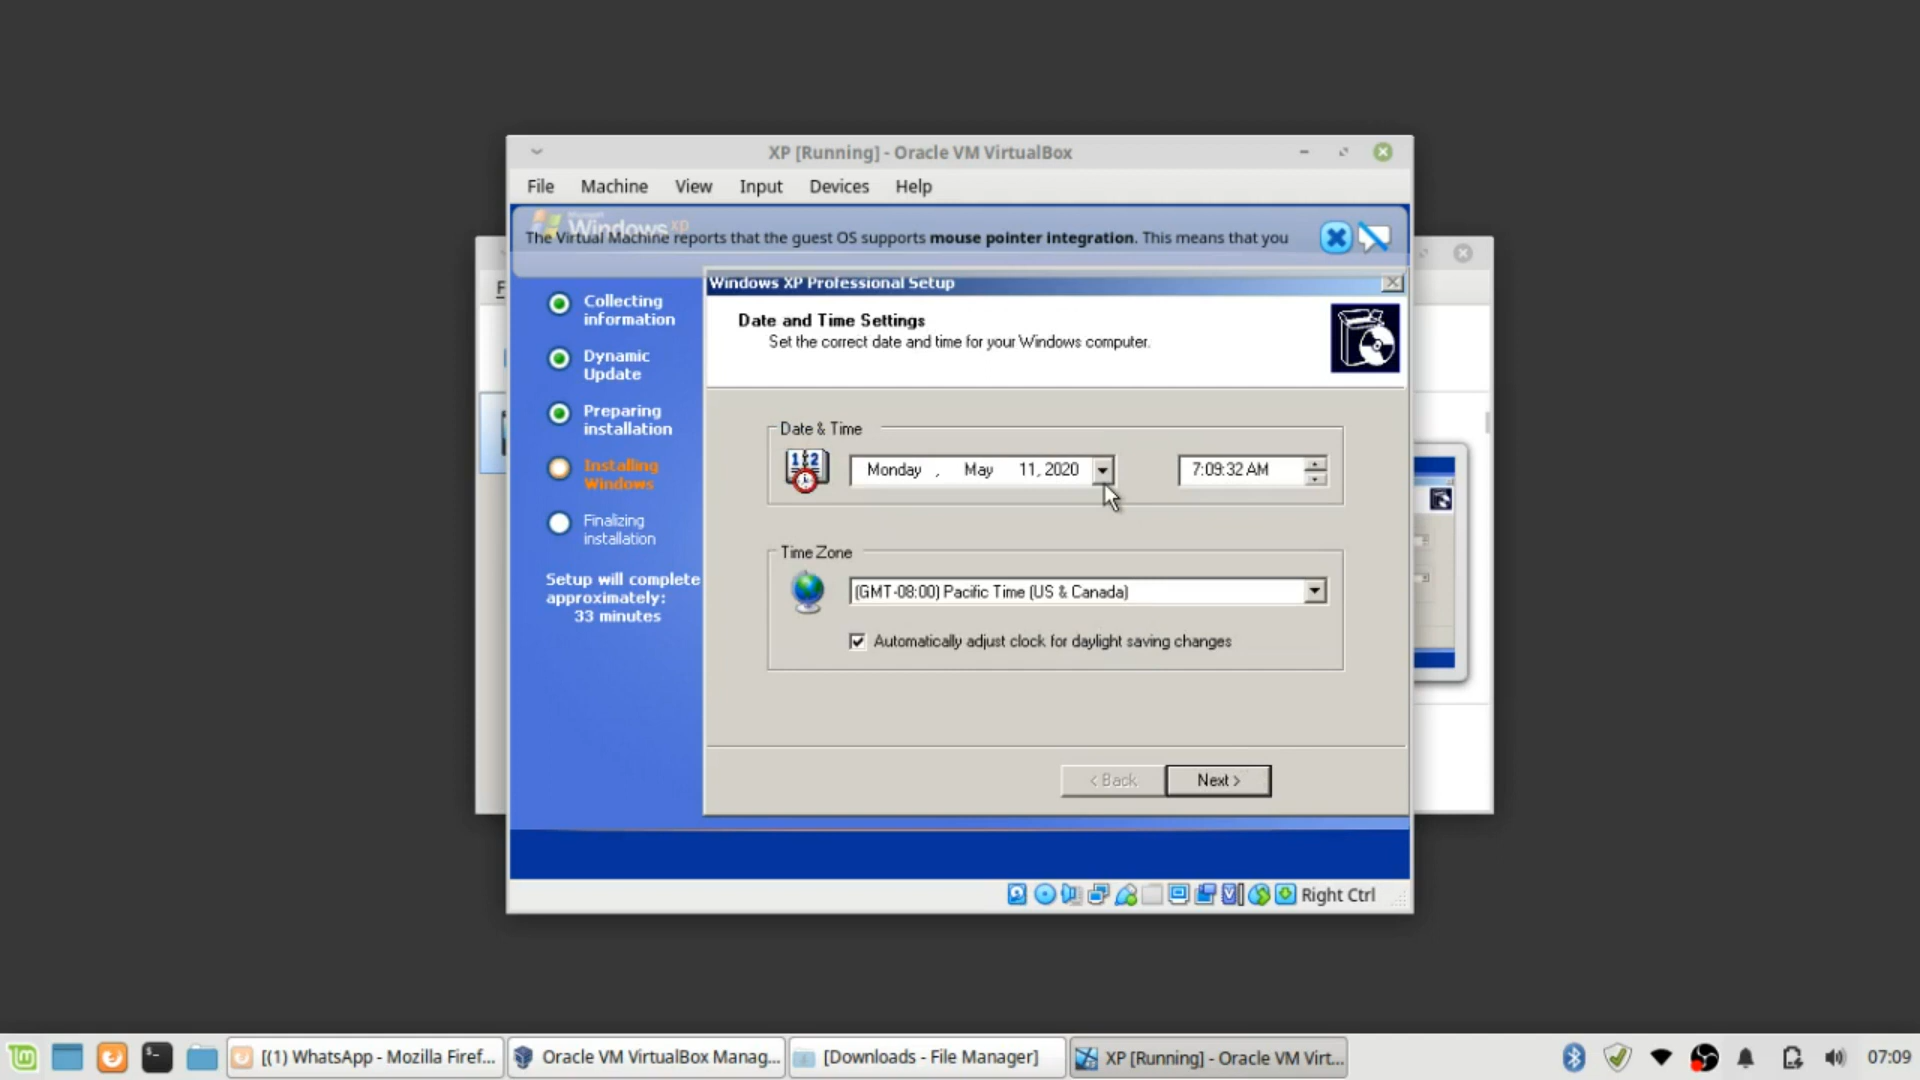 XP [Running] - Oracle VM VirtualBox
File Machine View Input Devices Help
Microsoft
Windows xp
The Virtual Machine reports that the guest OS supports mouse pointer integration. This means that you
Collecting
information
Dynamic
Update
Preparing
installation
Installing
Windows
Finalizing
installation
Setup will complete
approximately:
33 minutes
Windows XP Professional Setup
Date and Time Settings
Set the correct date and time for your Windows computer.
Date & Time
12
Monday , May 11, 2020
7:09:32 AM
Time Zone
(GMT-08:00) Pacific Time (US & Canada)
Automatically adjust clock for daylight saving changes
< Back
Next >
Right Ctrl
F
[(1) WhatsApp - Mozilla Firef...
Oracle VM VirtualBox Manag...
[Downloads - File Manager]
XP [Running] - Oracle VM Virt...
07:09